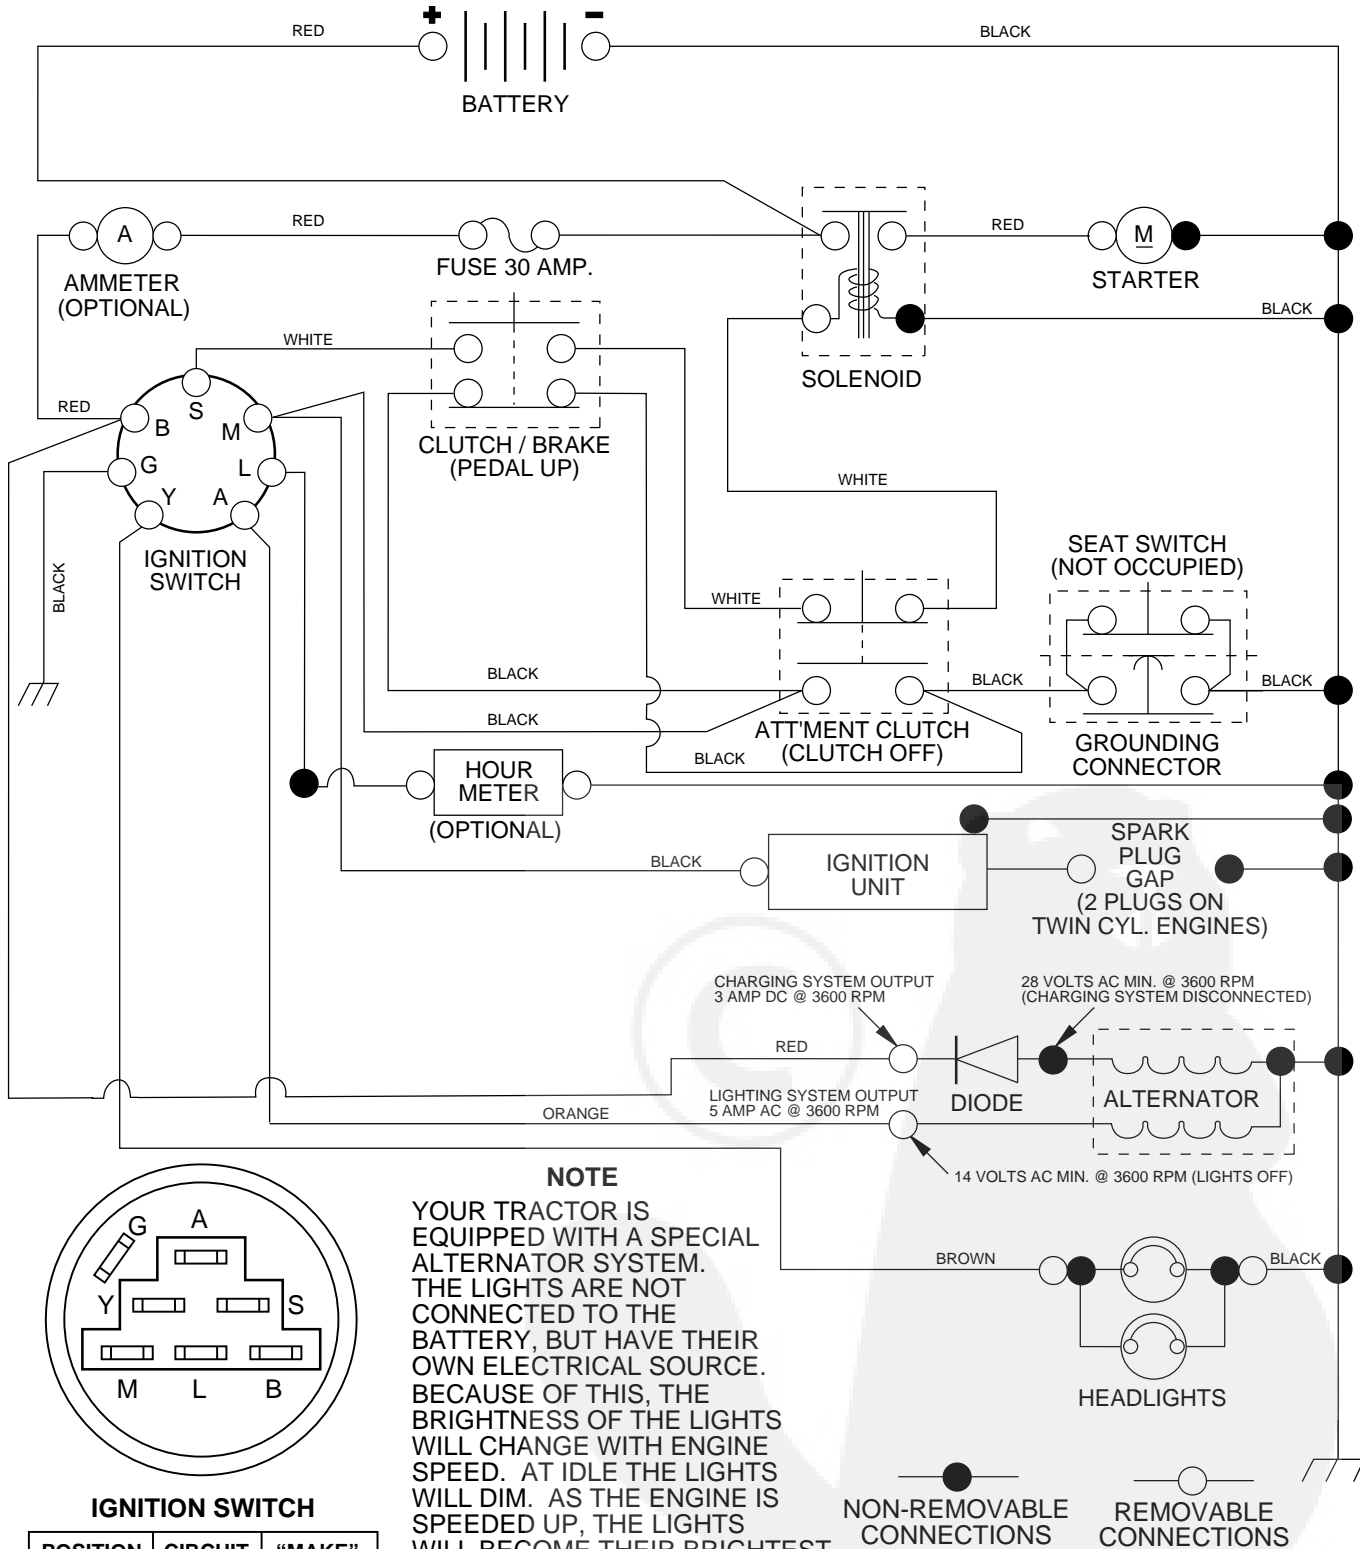 + -
RED
BLACK
BATTERY
A
RED
RED
M
FUSE 30 AMP.
AMMETER
(OPTIONAL)
STARTER
BLACK
WHITE
SOLENOID
RED
S
B
M
G
L
Y
A
CLUTCH / BRAKE
(PEDAL UP)
WHITE
IGNITION
SWITCH
BLACK
SEAT SWITCH
(NOT OCCUPIED)
WHITE
BLACK
BLACK
BLACK
BLACK
ATT'MENT CLUTCH
(CLUTCH OFF)
BLACK
GROUNDING
CONNECTOR
HOUR
METER
(OPTIONAL)
BLACK
IGNITION
UNIT
SPARK
PLUG
GAP
(2 PLUGS ON
TWIN CYL. ENGINES)
©
CHARGING SYSTEM OUTPUT
3 AMP DC @ 3600 RPM
28 VOLTS AC MIN. @ 3600 RPM
(CHARGING SYSTEM DISCONNECTED)
RED
DIODE
ALTERNATOR
LIGHTING SYSTEM OUTPUT
5 AMP AC @ 3600 RPM
ORANGE
14 VOLTS AC MIN. @ 3600 RPM (LIGHTS OFF)
BROWN
BLACK
HEADLIGHTS
G
A
Y
S
M
L
B
IGNITION SWITCH
POSITION CIRCUIT “MAKE”
NOTE
YOUR TRACTOR IS
EQUIPPED WITH A SPECIAL
ALTERNATOR SYSTEM.
THE LIGHTS ARE NOT
CONNECTED TO THE
BATTERY, BUT HAVE THEIR
OWN ELECTRICAL SOURCE.
BECAUSE OF THIS, THE
BRIGHTNESS OF THE LIGHTS
WILL CHANGE WITH ENGINE
SPEED. AT IDLE THE LIGHTS
WILL DIM. AS THE ENGINE IS
SPEEDED UP, THE LIGHTS
WILL BECOME THEIR BRIGHTEST
NON-REMOVABLE
CONNECTIONS
REMOVABLE
CONNECTIONS